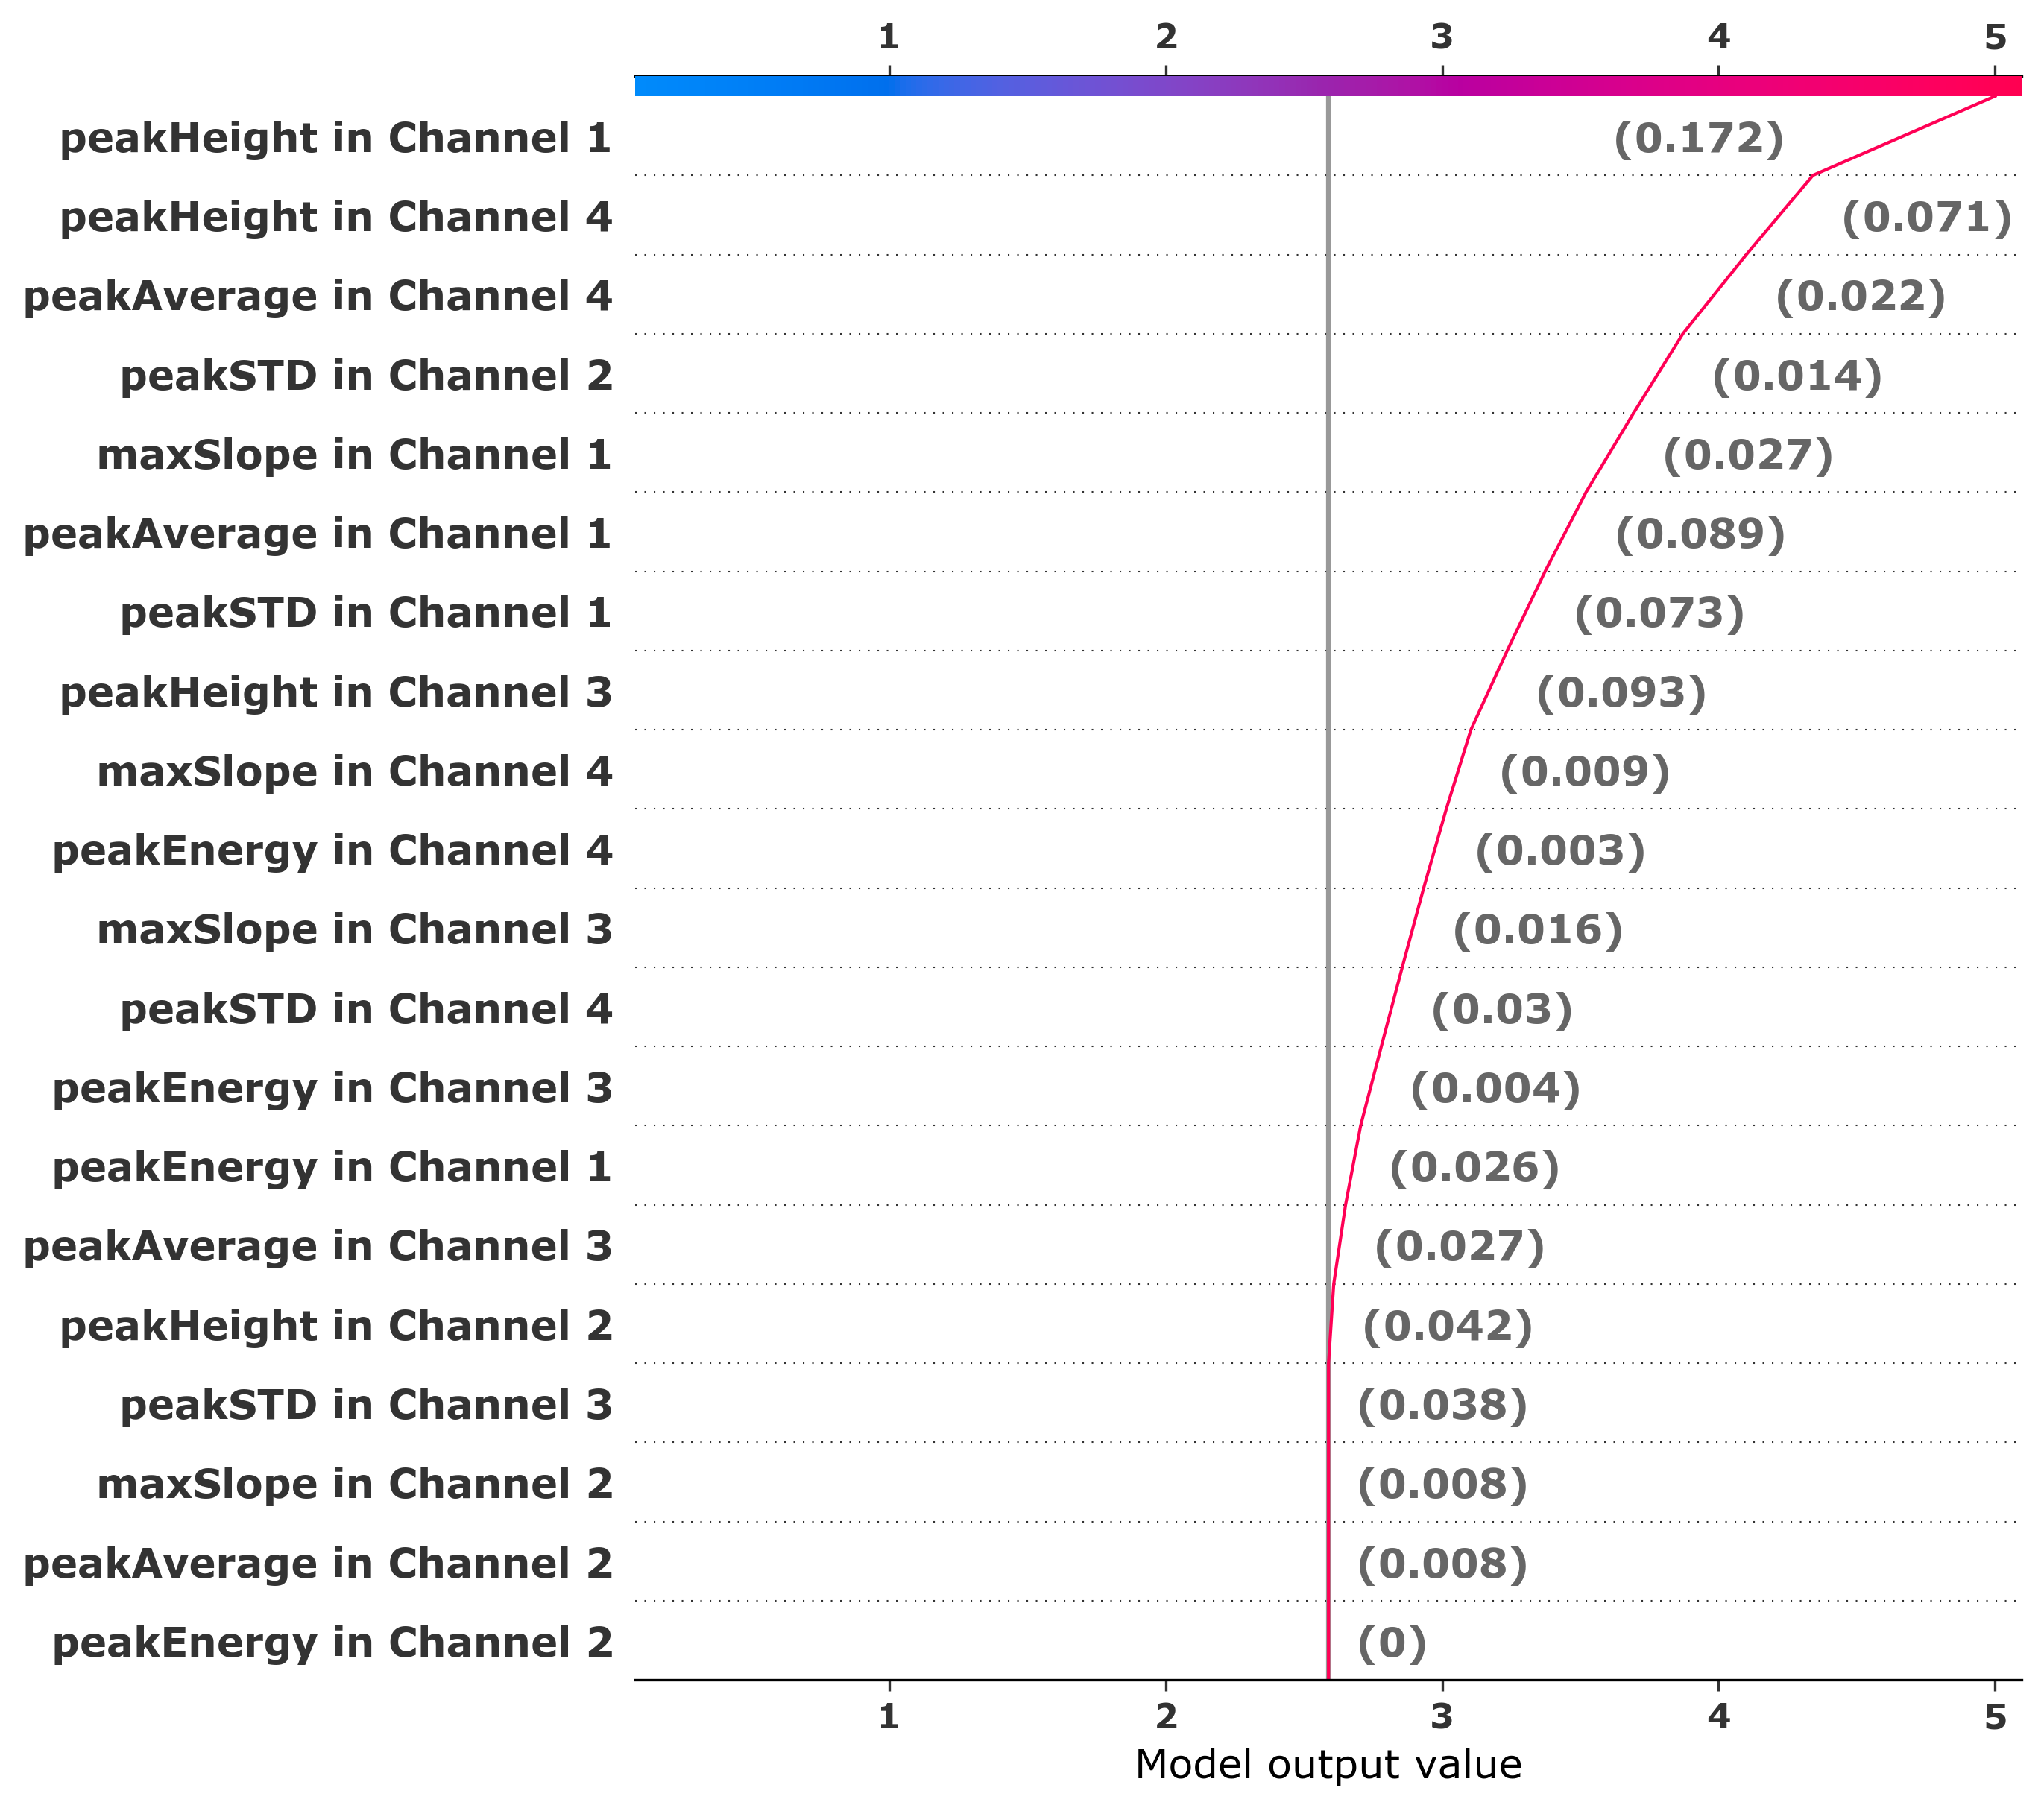 1 2 3 4 5
peakHeight in Channel 1 (0.172)
peakHeight in Channel 4 (0.071)
peakAverage in Channel 4 (0.022)
peakSTD in Channel 2 (0.014)
maxSlope in Channel 1 (0.027)
peakAverage in Channel 1 (0.089)
peakSTD in Channel 1 (0.073)
peakHeight in Channel 3 (0.093)
maxSlope in Channel 4 (0.009)
peakEnergy in Channel 4 (0.003)
maxSlope in Channel 3 (0.016)
peakSTD in Channel 4 (0.03)
peakEnergy in Channel 3 (0.004)
peakEnergy in Channel 1 (0.026)
peakAverage in Channel 3 (0.027)
peakHeight in Channel 2 (0.042)
peakSTD in Channel 3 (0.038)
maxSlope in Channel 2 (0.008)
peakAverage in Channel 2 (0.008)
peakEnergy in Channel 2 (0)
1 2 3 4 5
Model output value